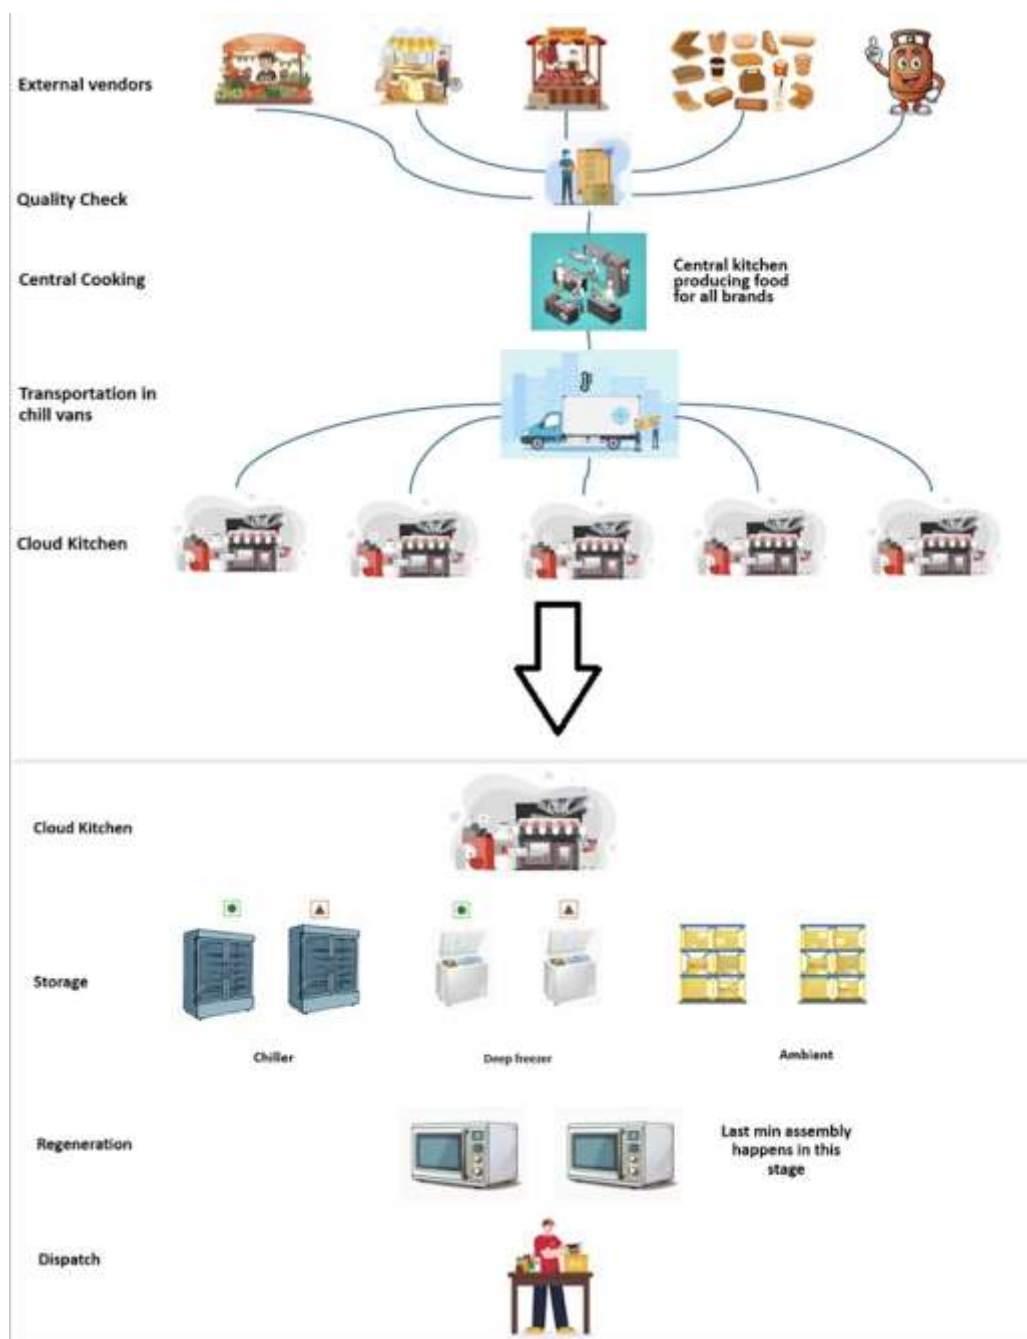 External vendors
Quality Check
Central Cooking
Central kitchen
producing food
for all brands
Transportation in
chill vans
Cloud Kitchen
Cloud Kitchen
Storage
Chiller
Deep freezer
Ambiant
Regeneration
Last min assembly
happens in this
stage
Dispatch